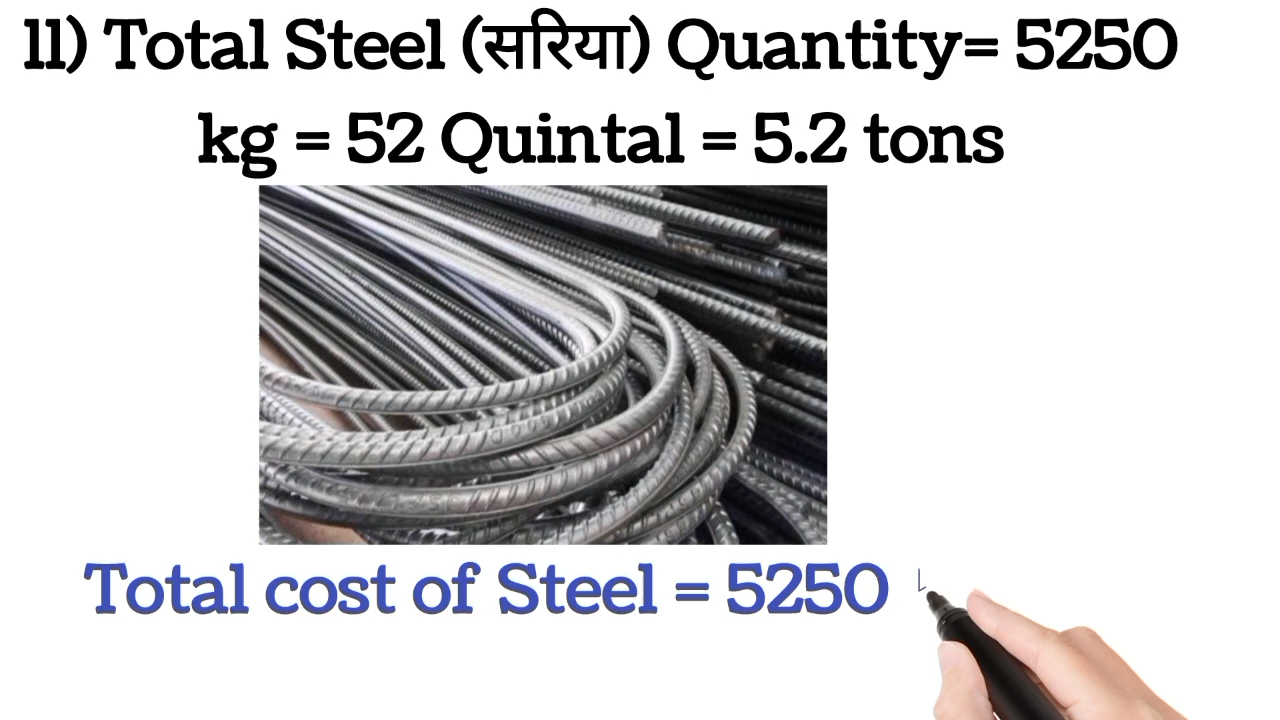 11) Total Steel (सरिया) Quantity= 5250
kg = 52 Quintal = 5.2 tons
Total cost of Steel = 5250